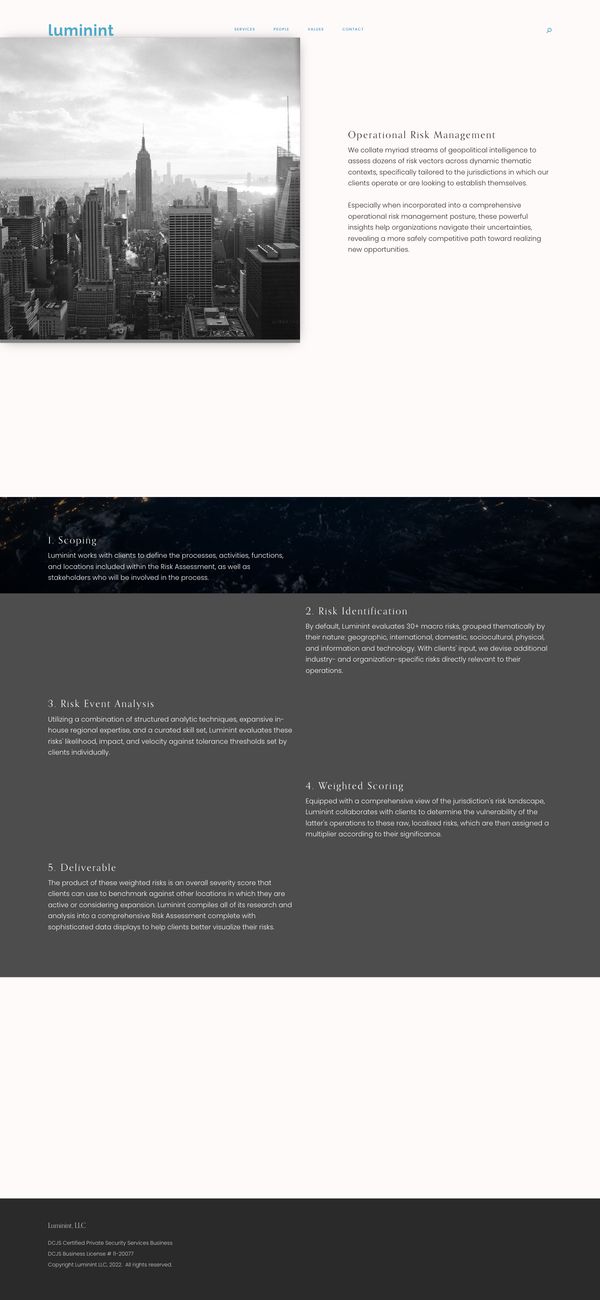 luminint
SERVICES PEOPLE VALUES CONTACT
Operational Risk Management
We collate myriad streams of geopolitical intelligence to
assess dozens of risk vectors across dynamic thematic
contexts, specifically tailored to the jurisdictions in which our
clients operate or are looking to establish themselves.
Especially when incorporated into a comprehensive
operational risk management posture, these powerful
insights help organizations navigate their uncertainties,
revealing a more safely competitive path toward realizing
new opportunities.
1. Scoping
Luminint works with clients to define the processes, activities, functions,
and locations included within the Risk Assessment, as well as
stakeholders who will be involved in the process.
2. Risk Identification
By default, Luminint evaluates 30+ macro risks, grouped thematically by
their nature: geographic, international, domestic, sociocultural, physical,
and information and technology. With clients' input, we devise additional
industry- and organization-specific risks directly relevant to their
operations.
3. Risk Event Analysis
Utilizing a combination of structured analytic techniques, expansive in-
house regional expertise, and a curated skill set, Luminint evaluates these
risks' likelihood, impact, and velocity against tolerance thresholds set by
clients individually.
4. Weighted Scoring
Equipped with a comprehensive view of the jurisdiction's risk landscape,
Luminint collaborates with clients to determine the vulnerability of the
latter's operations to these raw, localized risks, which are then assigned a
multiplier according to their significance.
5. Deliverable
The product of these weighted risks is an overall severity score that
clients can use to benchmark against other locations in which they are
active or considering expansion. Luminint compiles all of its research and
analysis into a comprehensive Risk Assessment complete with
sophisticated data displays to help clients better visualize their risks.
Luminint, LLC
DCJS Certified Private Security Services Business
DCJS Business License # 11-20077
Copyright Luminint LLC, 2022. All rights reserved.